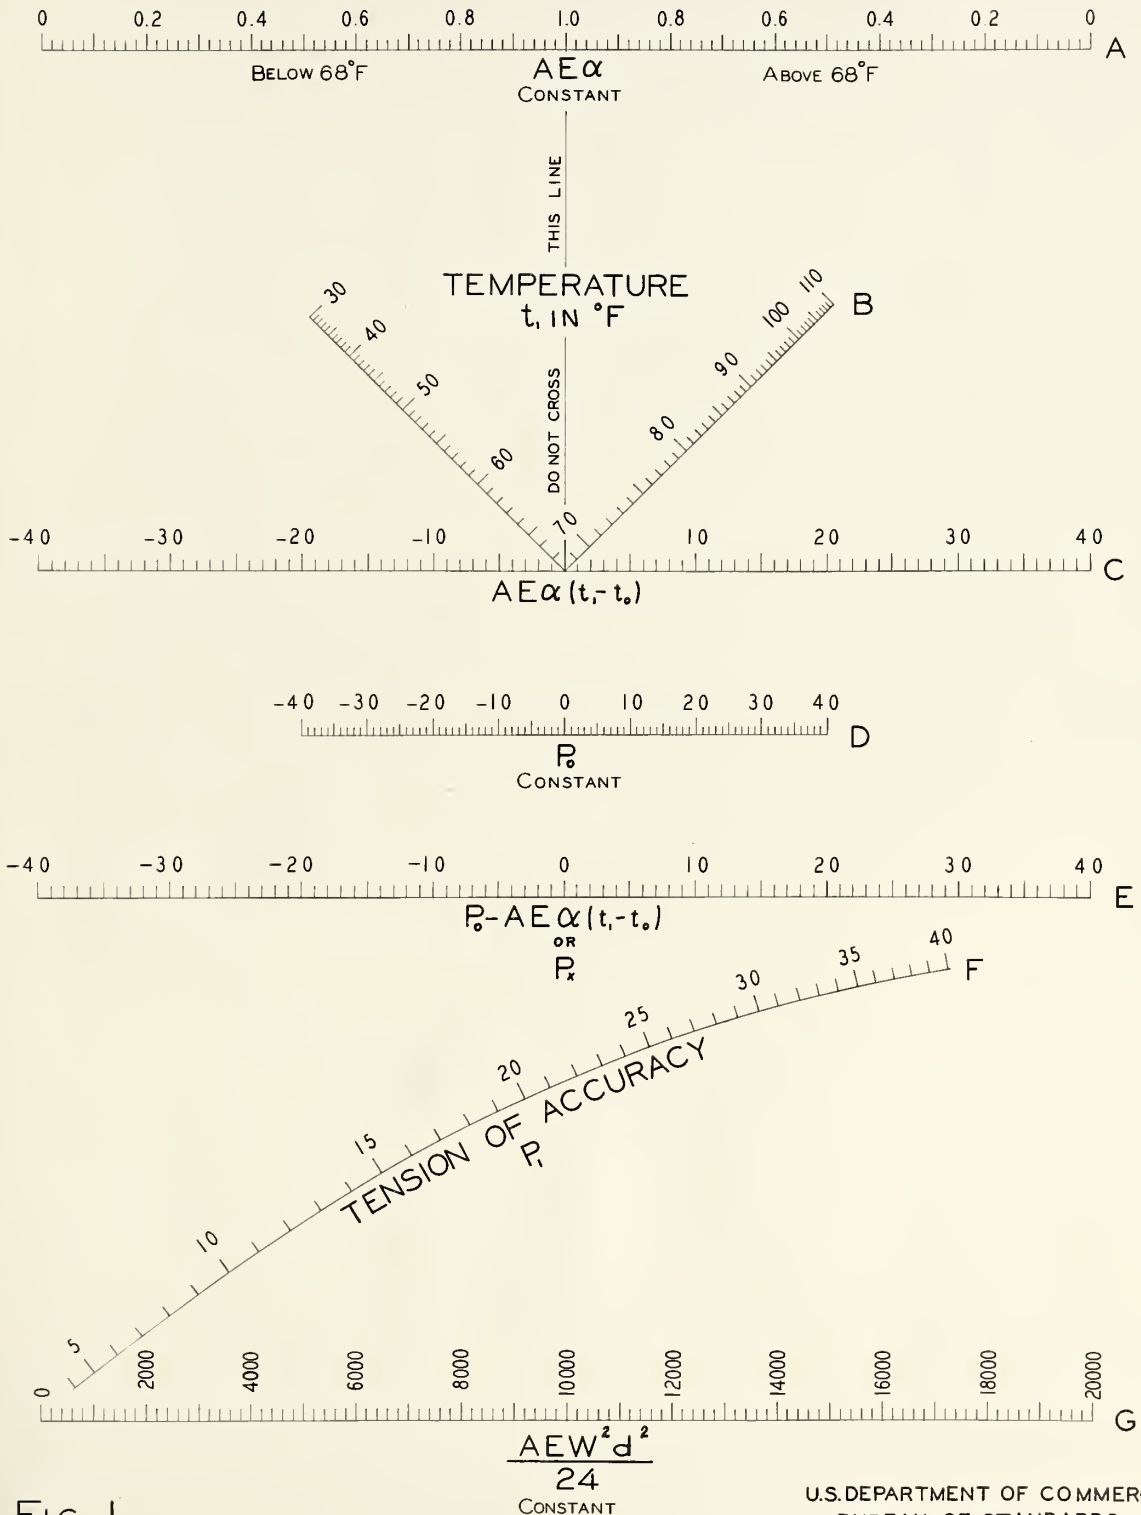 0 0.2 0.4 0.6 0.8 1.0 0.8 0.6 0.4 0.2 0
A
BELOW 68°F AEα ABOVE 68°F
CONSTANT
THIS LINE
TEMPERATURE
t₁ IN °F
DO NOT CROSS
30 40 50 60 70 80 90 100 110
B
-40 -30 -20 -10 10 20 30 40
C
AEα(t₁-t₀)
-40 -30 -20 -10 0 10 20 30 40
D
P₀
CONSTANT
-40 -30 -20 -10 0 10 20 30 40
E
P₀-AEα(t₁-t₀)
OR
Pₓ
5 10 15 20 25 30 35 40
F
TENSION OF ACCURACY
P₁
0 2000 4000 6000 8000 10000 12000 14000 16000 18000 20000
G
AEW²d²
24
CONSTANT
U.S. DEPARTMENT OF COMMER